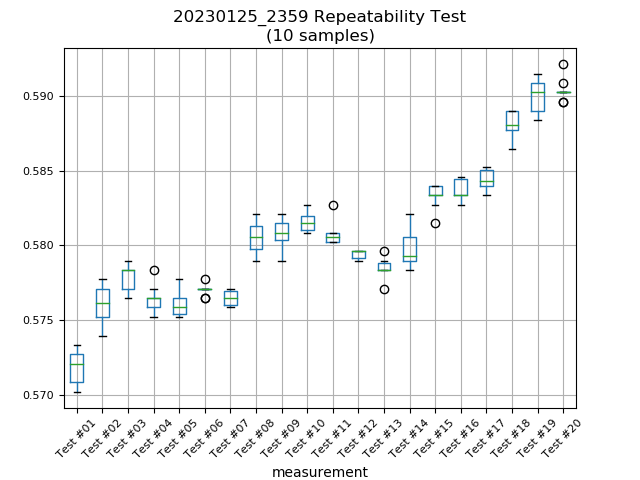 20230125_2359 Repeatability Test
(10 samples)
0.590
0.585
0.580
0.575
0.570
Test #01
Test #02
Test #03
Test #04
Test #05
Test #06
Test #07
Test #08
Test #09
Test #10
Test #11
Test #12
Test #13
Test #14
Test #15
Test #16
Test #17
Test #18
Test #19
Test #20
measurement